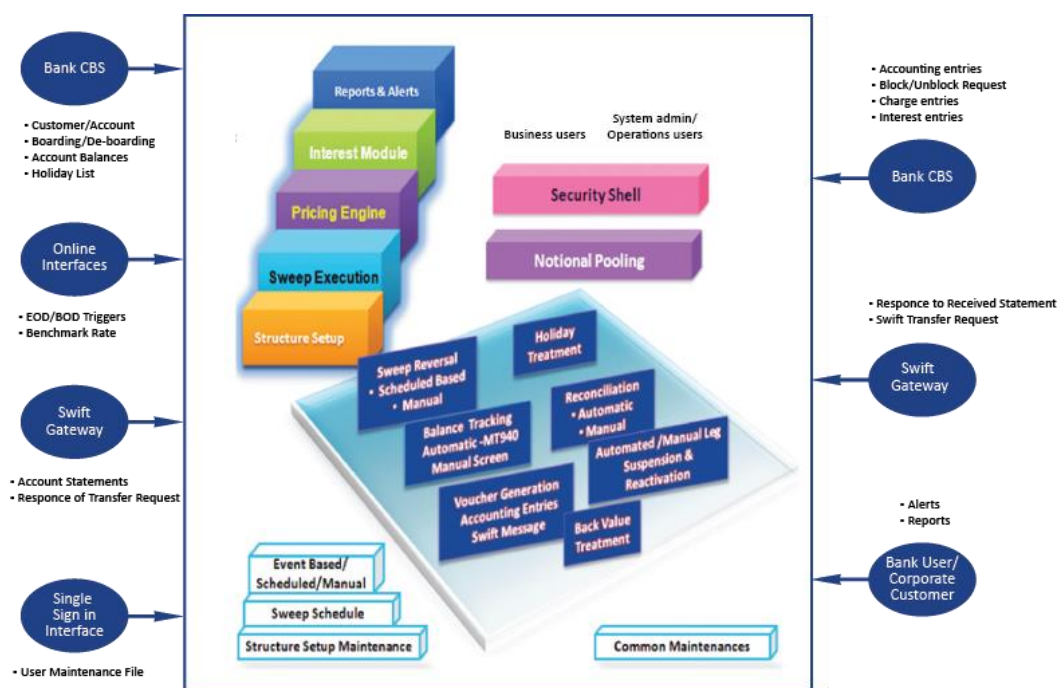 Bank CBS
• Customer/Account
• Boarding/De-boarding
• Account Balances
• Holiday List
Online
Interfaces
• EOD/BOD Triggers
• Benchmark Rate
Swift
Gateway
• Account Statements
• Responce of Transfer Request
Single
Sign in
Interface
• User Maintenance File
Reports & Alerts
Interest Module
Pricing Engine
Sweep Execution
Structure Setup
Business users
System admin/
Operations users
Security Shell
Notional Pooling
Holiday
Treatment
Sweep Reversal
• Scheduled Based
• Manual
Reconciliation
• Automatic
• Manual
Balance Tracking
Automatic -MT940
Manual Screen
Automated /Manual Leg
Suspension &
Reactivation
Voucher Generation
Accounting Entries
Swift Message
Back Value
Treatment
Event Based/
Scheduled/Manual
Sweep Schedule
Structure Setup Maintenance
Common Maintenances
• Accounting entries
• Block/Unblock Request
• Charge entries
• Interest entries
Bank CBS
• Responce to Received Statement
• Swift Transfer Request
Swift
Gateway
• Alerts
• Reports
Bank User/
Corporate
Customer